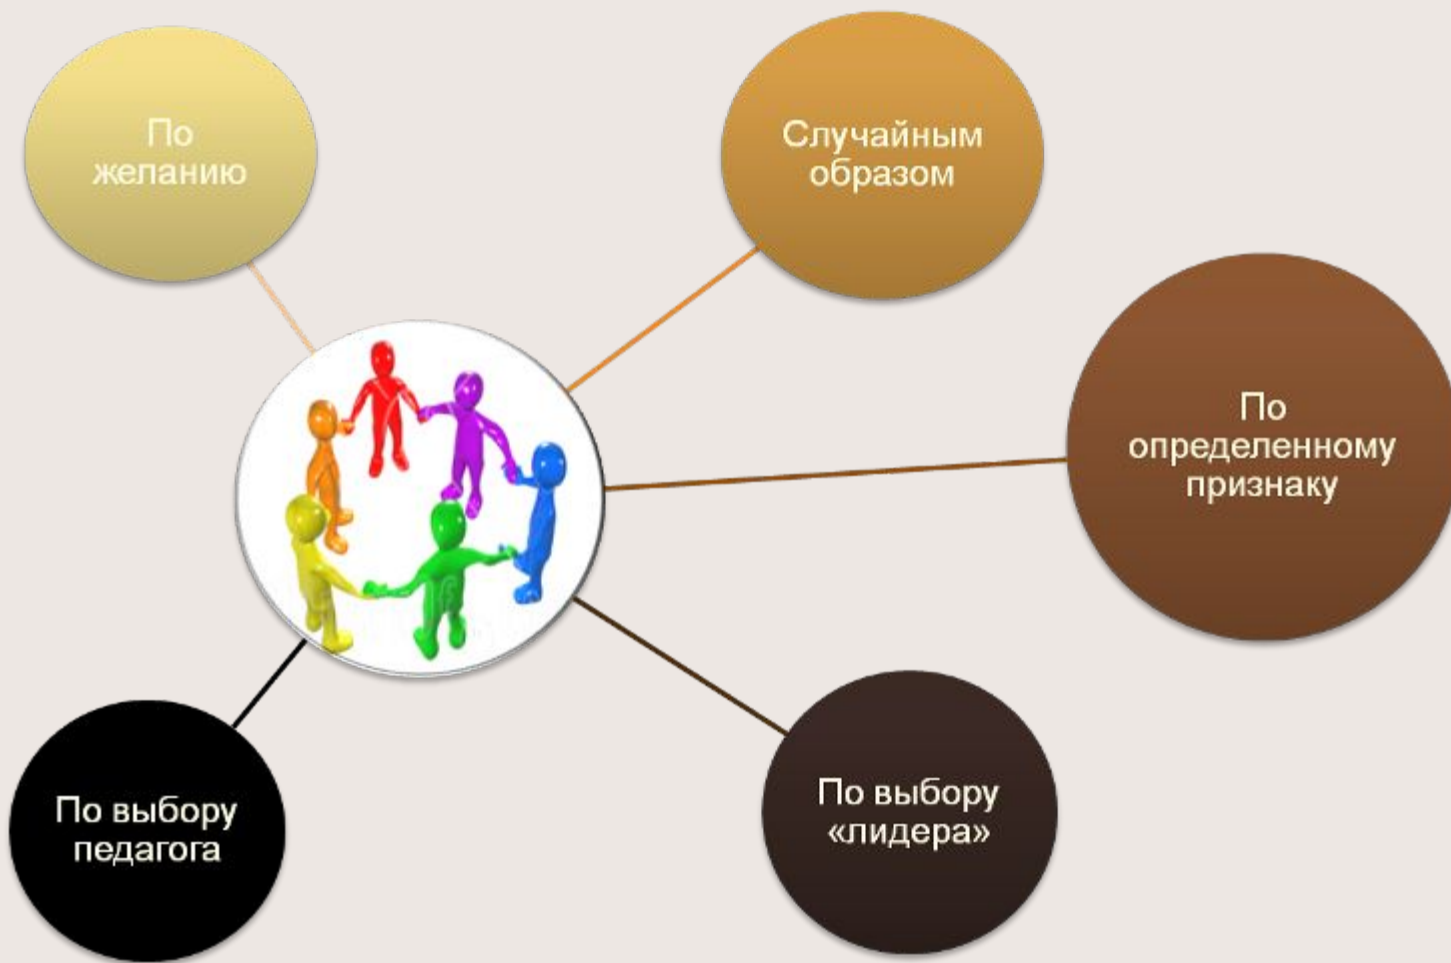 По
желанию
Случайным
образом
По
определенному
признаку
По выбору
«лидера»
По выбору
педагога